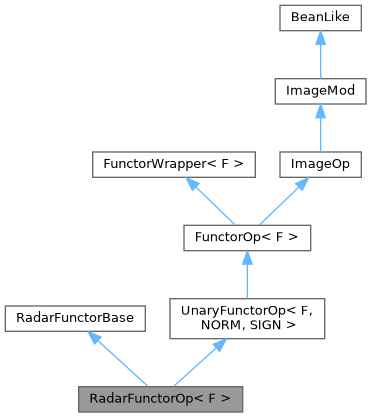 BeanLike
ImageMod
FunctorWrapper< F >
ImageOp
FunctorOp< F >
RadarFunctorBase
UnaryFunctorOp< F,
NORM, SIGN >
RadarFunctorOp< F >